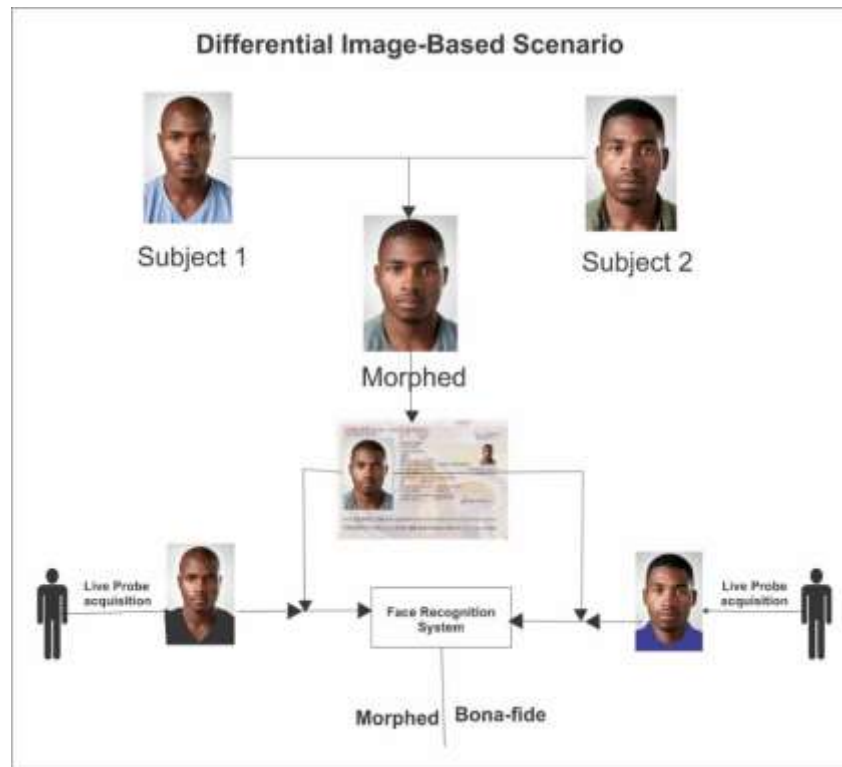 Differential Image-Based Scenario
Subject 1
Subject 2
Morphed
Live Probe
acquisition
Face Recognition
System
Live Probe
acquisition
Morphed
Bona-fide